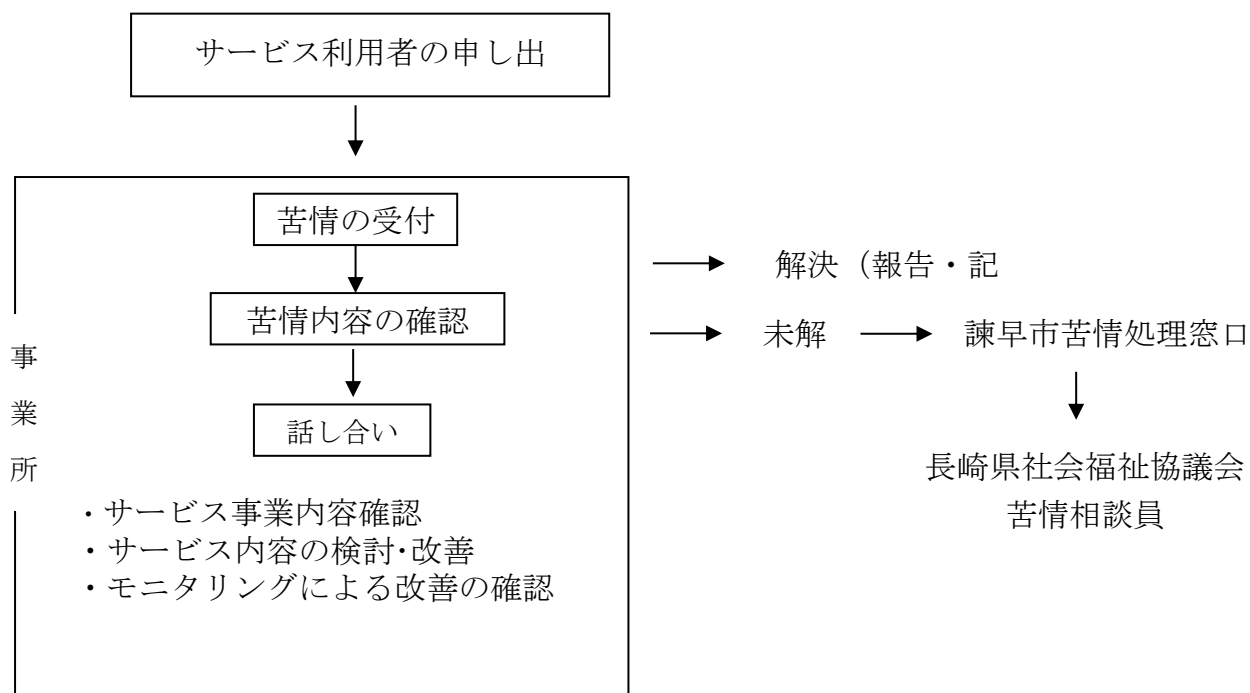 サービス利用者の申し出
苦情の受付
苦情内容の確認
話し合い
事業所
・サービス事業内容確認
・サービス内容の検討･改善
・モニタリングによる改善の確認
解決（報告・記
未解
諫早市苦情処理窓口
長崎県社会福祉協議会
苦情相談員